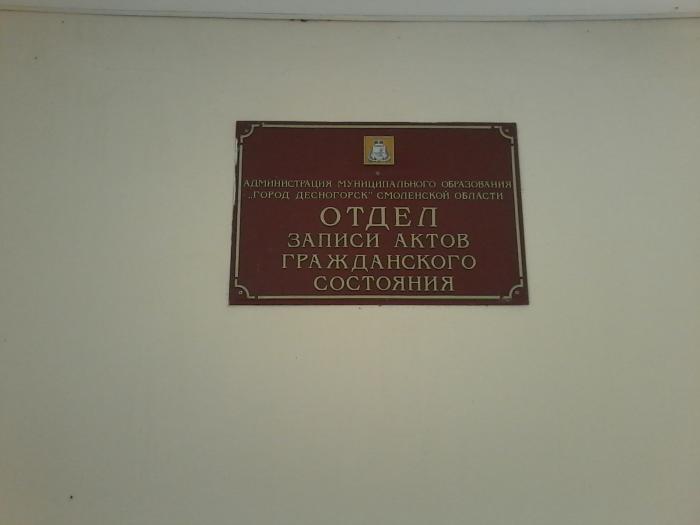 АДМИНИСТРАЦИЯ МУНИЦИПАЛЬНОГО ОБРАЗОВАНИЯ
„ГОРОД ДЕСНОГОРСК" СМОЛЕНСКОЙ ОБЛАСТИ
ОТДЕЛ
ЗАПИСИ АКТОВ
ГРАЖДАНСКОГО
СОСТОЯНИЯ